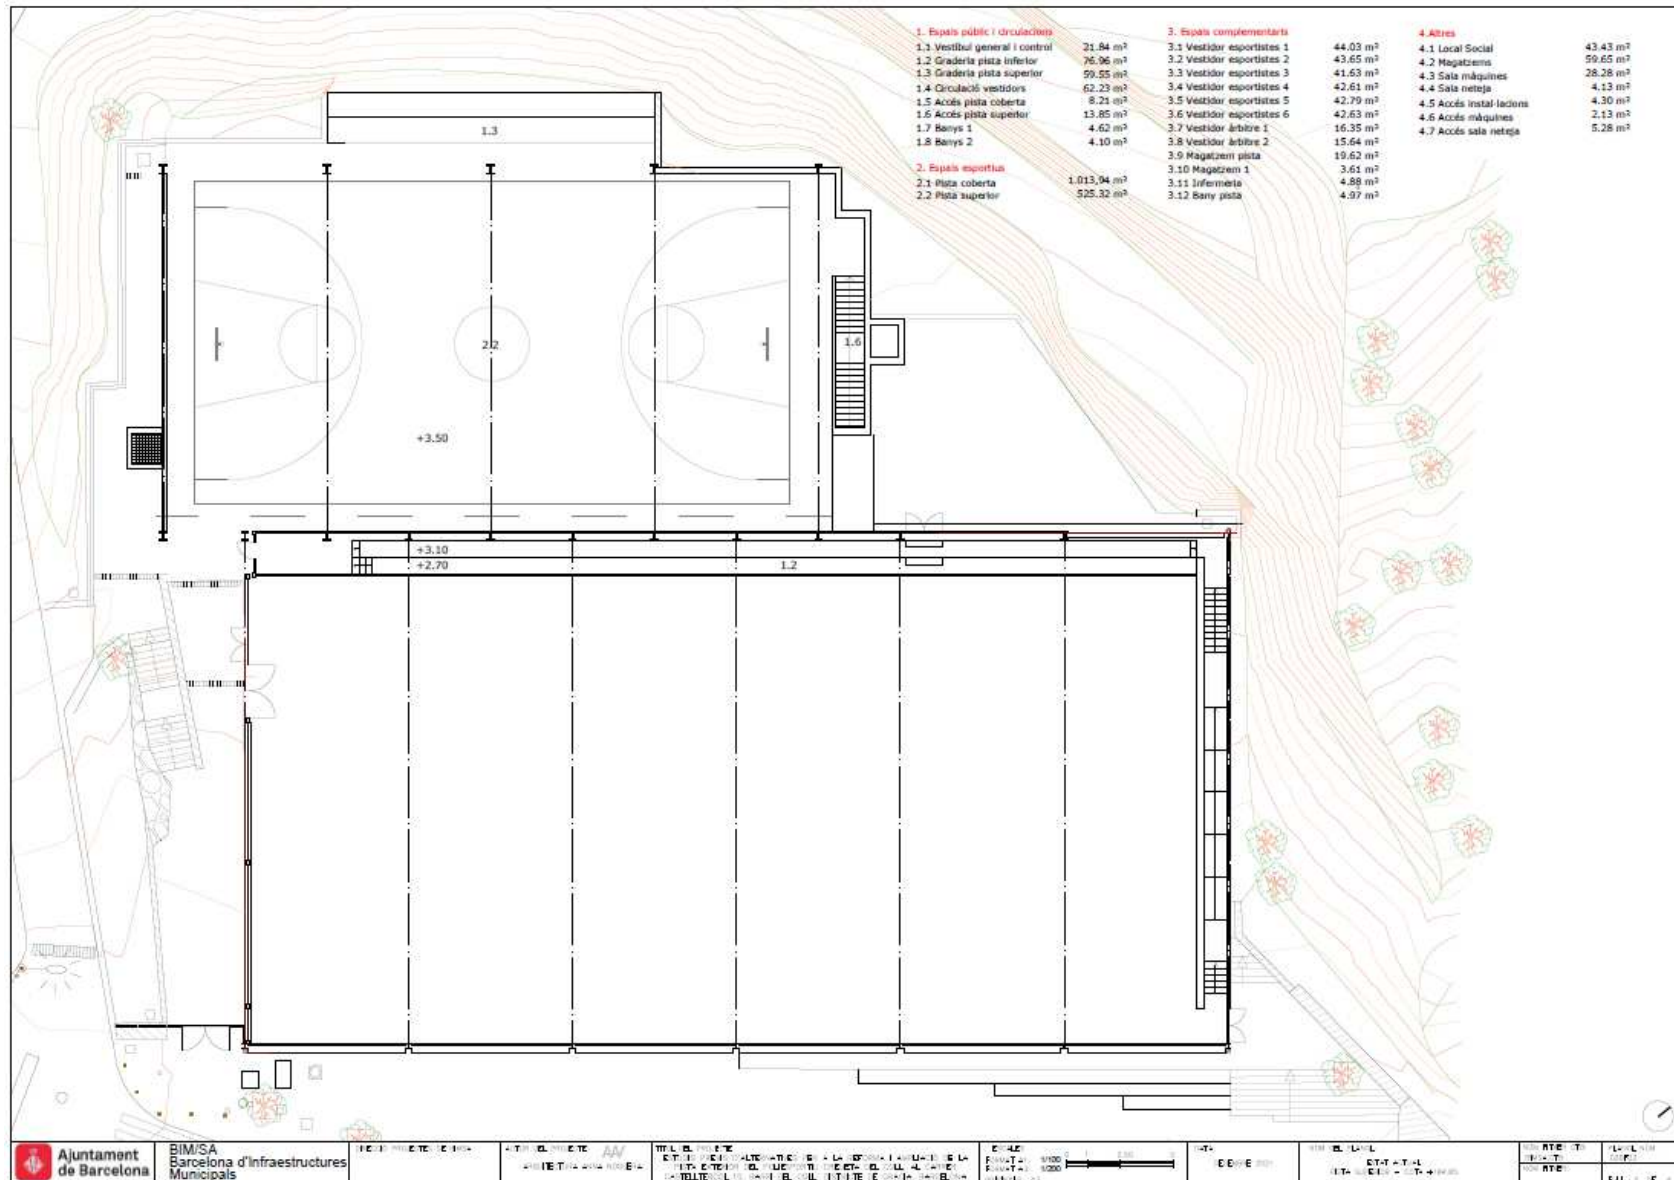 1. Espais públic i circulacions
1.1 Vestíbul general i control 21.84 m²
1.2 Graderia pista inferior 76.96 m²
1.3 Graderia pista superior 59.55 m²
1.4 Circulació vestidors 62.23 m²
1.5 Accés pista coberta 8.21 m²
1.6 Accés pista superior 13.85 m²
1.7 Banys 1 4.62 m²
1.8 Banys 2 4.10 m²
2. Espais esportius
2.1 Pista coberta 1.013,94 m²
2.2 Pista superior 525.32 m²
3. Espais complementaris
3.1 Vestidor esportistes 1 44.03 m²
3.2 Vestidor esportistes 2 43.65 m²
3.3 Vestidor esportistes 3 41.63 m²
3.4 Vestidor esportistes 4 42.61 m²
3.5 Vestidor esportistes 5 42.79 m²
3.6 Vestidor esportistes 6 42.63 m²
3.7 Vestidor àrbitre 1 16.35 m²
3.8 Vestidor àrbitre 2 15.64 m²
3.9 Magatzem pista 19.62 m²
3.10 Magatzem 1 3.61 m²
3.11 Infermeria 4.88 m²
3.12 Bany pista 4.97 m²
4.Altres
4.1 Local Social 43.43 m²
4.2 Magatzems 59.65 m²
4.3 Sala màquines 28.28 m²
4.4 Sala neteja 4.13 m²
4.5 Accés instal·lacions 4.30 m²
4.6 Accés màquines 2.13 m²
4.7 Accés sala neteja 5.28 m²
1.3
2.2
1.6
+3.50
+3.10
+2.70
1.2
Ajuntament
de Barcelona
BIM/SA
Barcelona d'Infraestructures
Municipals
1/100
1/200